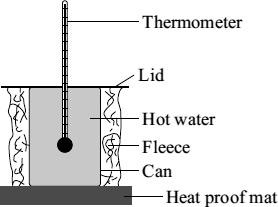 Thermometer
Lid
Hot water
Fleece
Can
Heat proof mat